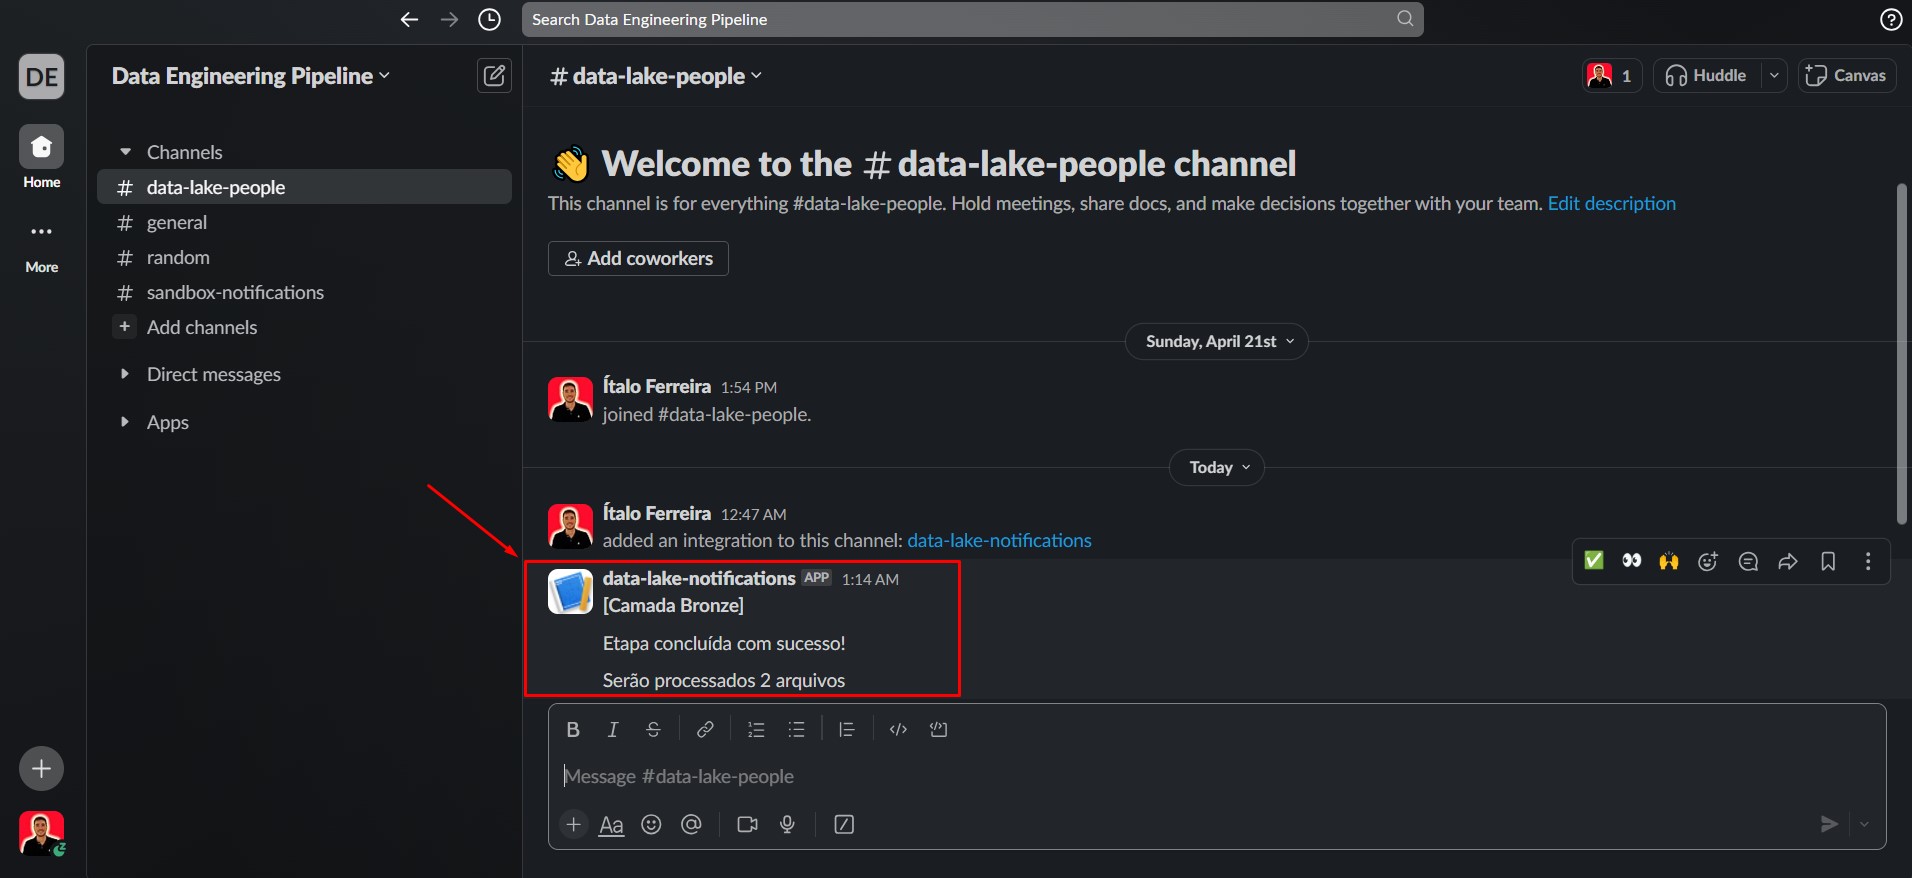 Search Data Engineering Pipeline
DE
Home
More
Data Engineering Pipeline
Channels
# data-lake-people
# general
# random
# sandbox-notifications
+ Add channels
Direct messages
Apps
# data-lake-people
1
Huddle
Canvas
👋 Welcome to the # data-lake-people channel
This channel is for everything #data-lake-people. Hold meetings, share docs, and make decisions together with your team. Edit description
Add coworkers
Sunday, April 21st
Ítalo Ferreira 1:54 PM
joined #data-lake-people.
Today
Ítalo Ferreira 12:47 AM
added an integration to this channel: data-lake-notifications
data-lake-notifications APP 1:14 AM
[Camada Bronze]
Etapa concluída com sucesso!
Serão processados 2 arquivos
B I S
Message #data-lake-people
Aa